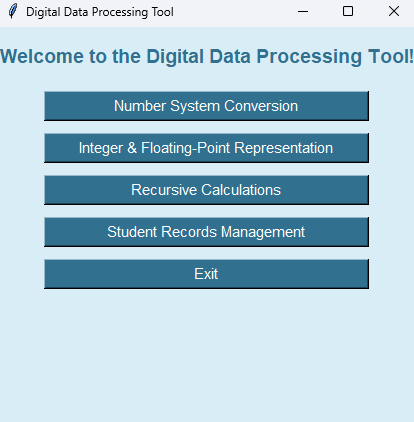 Digital Data Processing Tool
Welcome to the Digital Data Processing Tool!
Number System Conversion
Integer & Floating-Point Representation
Recursive Calculations
Student Records Management
Exit